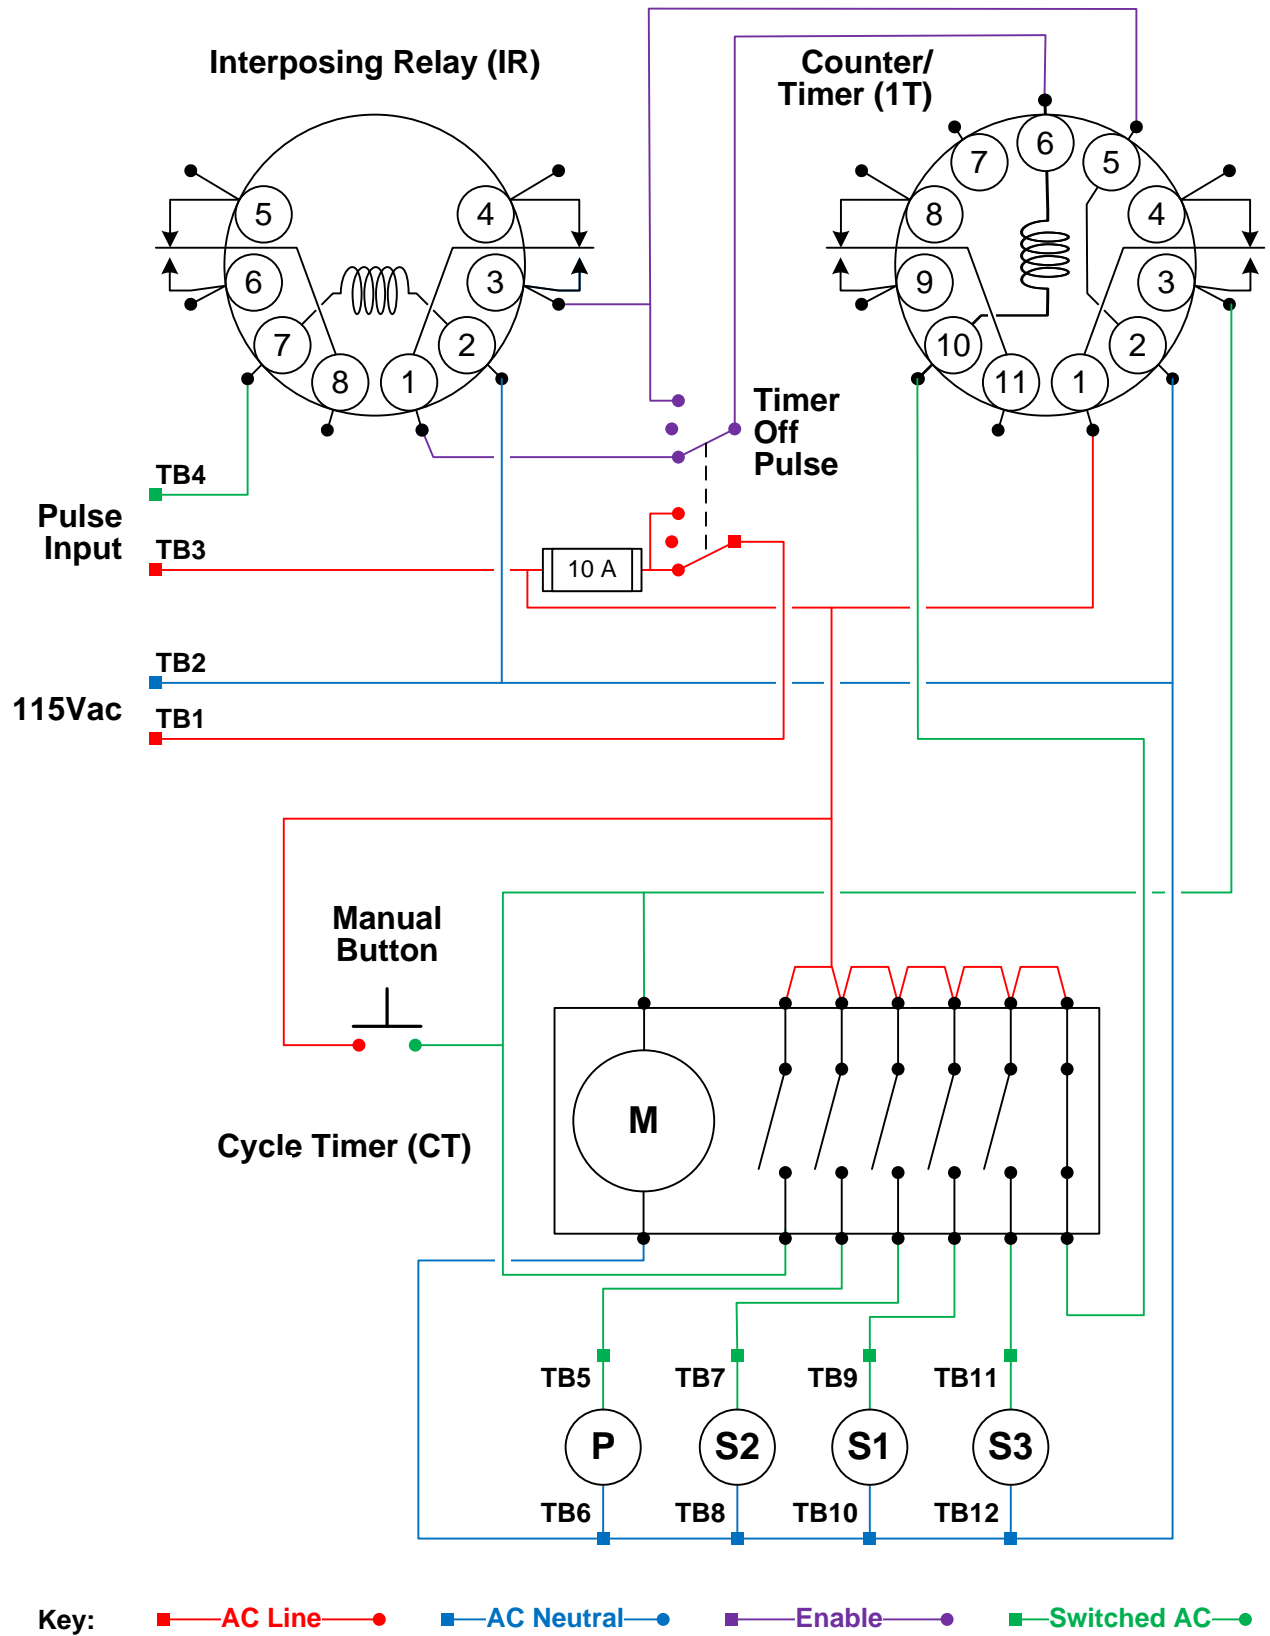 Interposing Relay (IR)
Counter/
Timer (1T)
5
4
6
3
7
2
8
1
6
7
5
8
4
9
3
10
2
11
1
Timer
Off
Pulse
TB4
Pulse
Input
TB3
10 A
TB2
115Vac
TB1
Manual
Button
M
Cycle Timer (CT)
TB5
TB7
TB9
TB11
P
S2
S1
S3
TB6
TB8
TB10
TB12
Key:
AC Line
AC Neutral
Enable
Switched AC